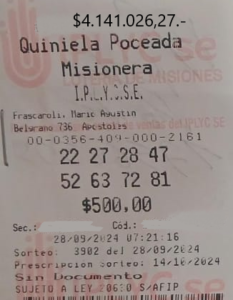 $4.141.026,27.-
Quiniela Poceada
Misionera
I.P.L.Y.C.S.E.
Frascaroli, Mario Agustin
Belgrano 736 Apostoles
00-0356-409-000-2161
22 27 28 47
52 63 72 81
$500,00
Sec.: Cód.:
28/09/2024 07:21:16
Sorteo: 3902 del 28/09/2024
Prescripcion sorteo: 14/10/2024
Sin Documento
SUJETO A LEY 20630 S/AFIP